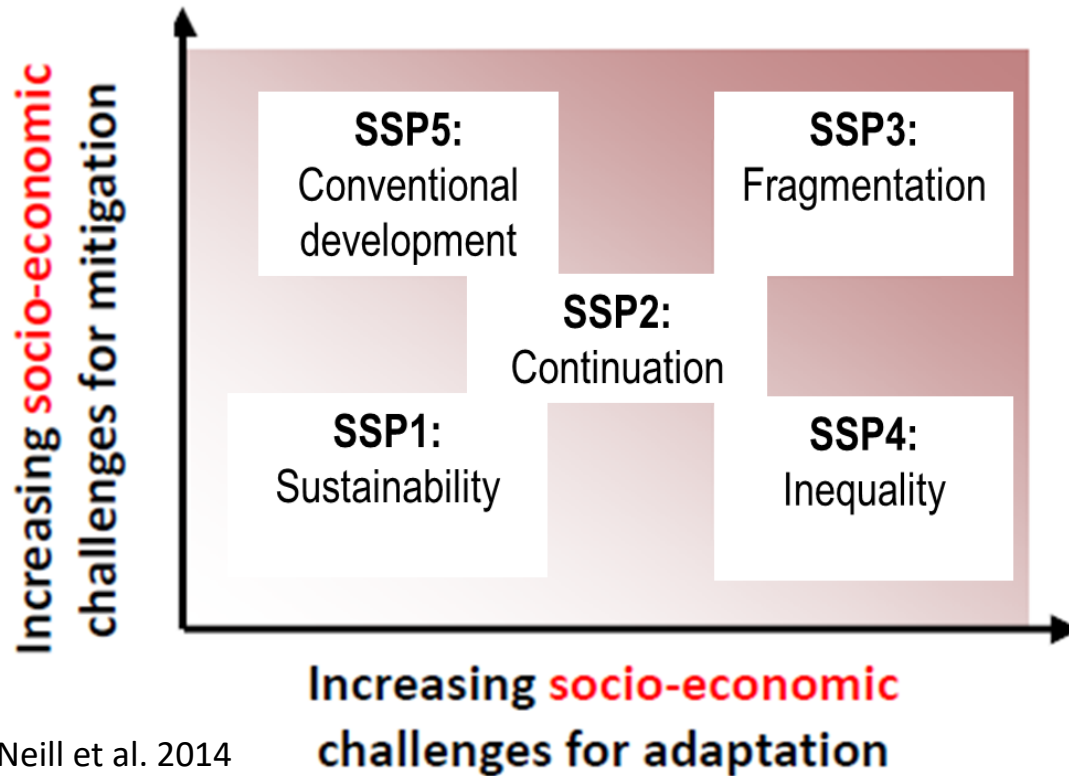 Increasing socio-economic
challenges for mitigation
SSP5:
Conventional
development
SSP3:
Fragmentation
SSP2:
Continuation
SSP1:
Sustainability
SSP4:
Inequality
Increasing socio-economic
challenges for adaptation
Neill et al. 2014